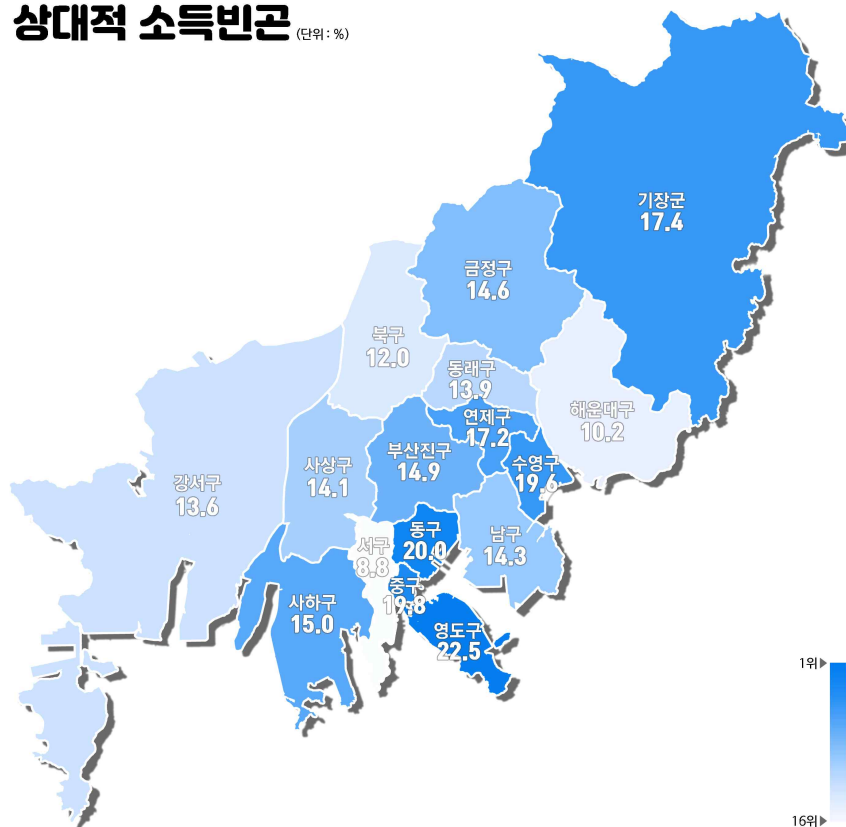 상대적 소득빈곤 (단위 : %)
기장군
17.4
금정구
14.6
북구
12.0
동래구
13.9
해운대구
10.2
연제구
17.2
부산진구
14.9
수영구
19.6
사상구
14.1
강서구
13.6
동구
20.0
남구
14.3
서구
8.8
중구
19.8
사하구
15.0
영도구
22.5
1위
16위